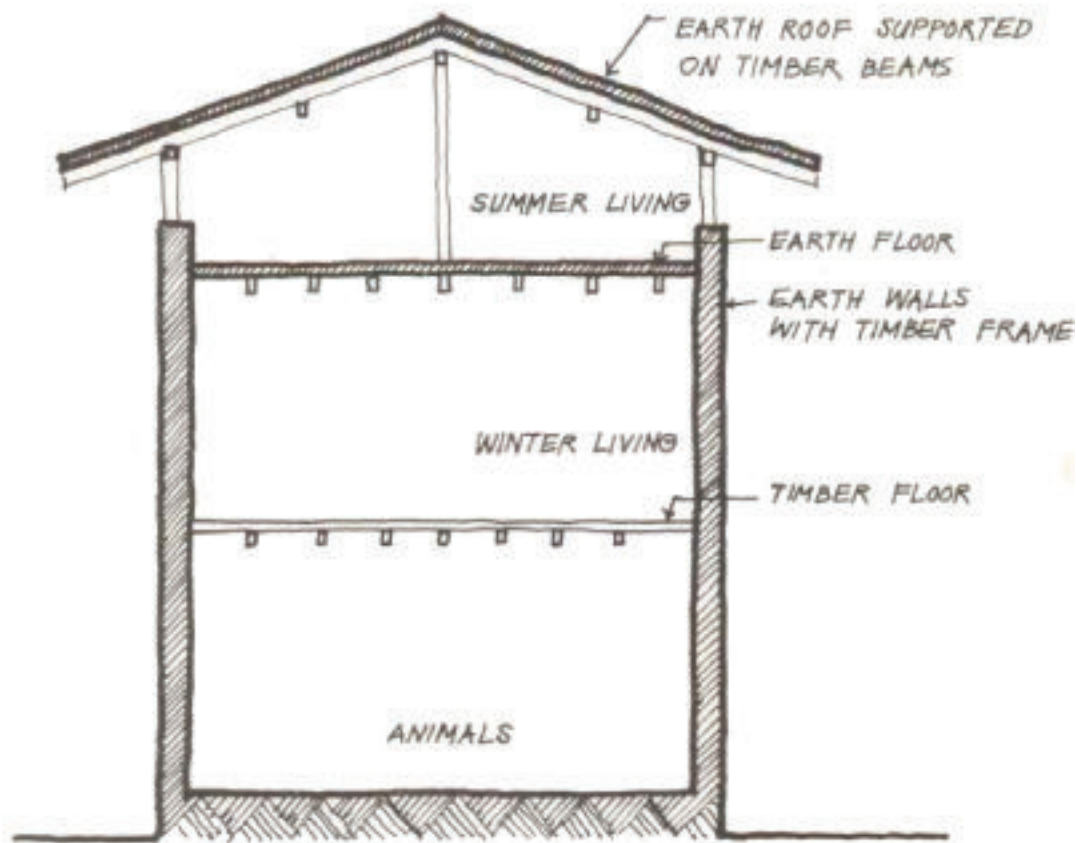 EARTH ROOF SUPPORTED
ON TIMBER BEAMS
SUMMER LIVING
EARTH FLOOR
EARTH WALLS
WITH TIMBER FRAME
WINTER LIVING
TIMBER FLOOR
ANIMALS